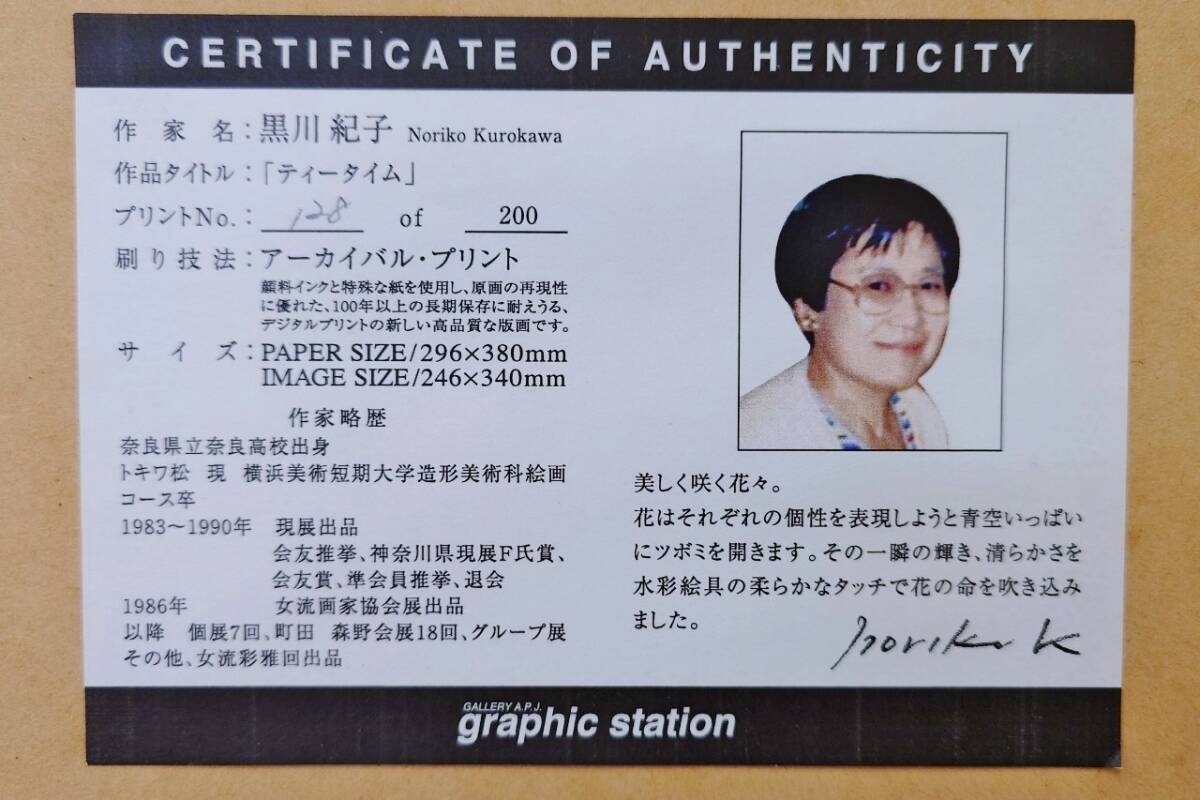 CERTIFICATE OF AUTHENTICITY
作家名：黒川 紀子 Noriko Kurokawa
作品タイトル：「ティータイム」
プリントNo.： 128 of 200
刷り技法：アーカイバル・プリント
顔料インクと特殊な紙を使用し、原画の再現性
に優れた、100年以上の長期保存に耐えうる、
デジタルプリントの新しい高品質な版画です。
サイズ：PAPER SIZE/296×380mm
IMAGE SIZE/246×340mm
作家略歴
奈良県立奈良高校出身
トキワ松 現 横浜美術短期大学造形美術科絵画
コース卒
1983～1990年 現展出品
会友推挙、神奈川県現展F氏賞、
会友賞、準会員推挙、退会
1986年 女流画家協会展出品
以降 個展7回、町田 森野会展18回、グループ展
その他、女流彩雅回出品
美しく咲く花々。
花はそれぞれの個性を表現しようと青空いっぱい
にツボミを開きます。その一瞬の輝き、清らかさを
水彩絵具の柔らかなタッチで花の命を吹き込み
ました。
Noriko K
GALLERY A.P.J.
graphic station